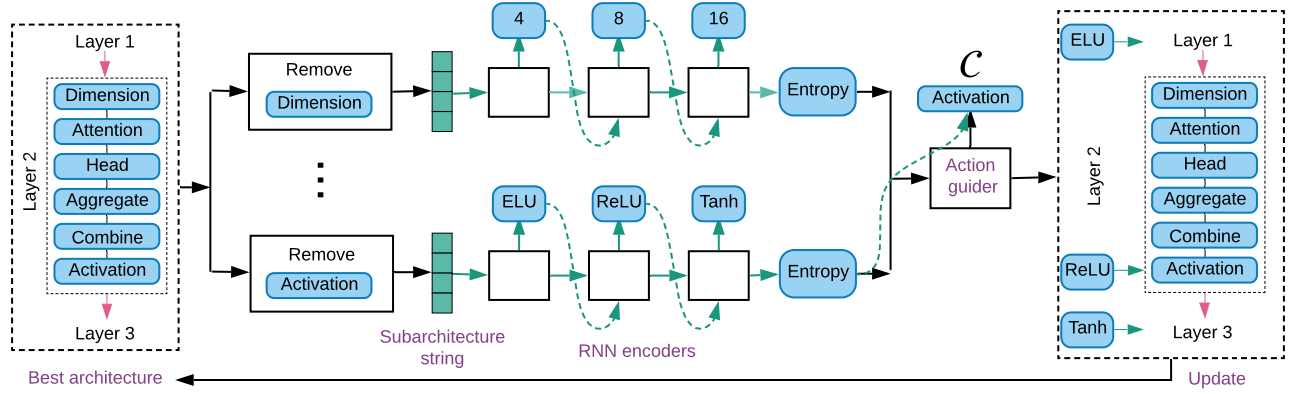 Layer 1
Dimension
Attention
Head
Aggregate
Combine
Activation
Layer 2
Layer 3
Best architecture
Remove
Dimension
Remove
Activation
Subarchitecture
string
4
8
16
Entropy
ELU
ReLU
Tanh
Entropy
RNN encoders
C
Activation
Action
guider
ELU
ReLU
Tanh
Layer 1
Layer 2
Dimension
Attention
Head
Aggregate
Combine
Activation
Layer 3
Update